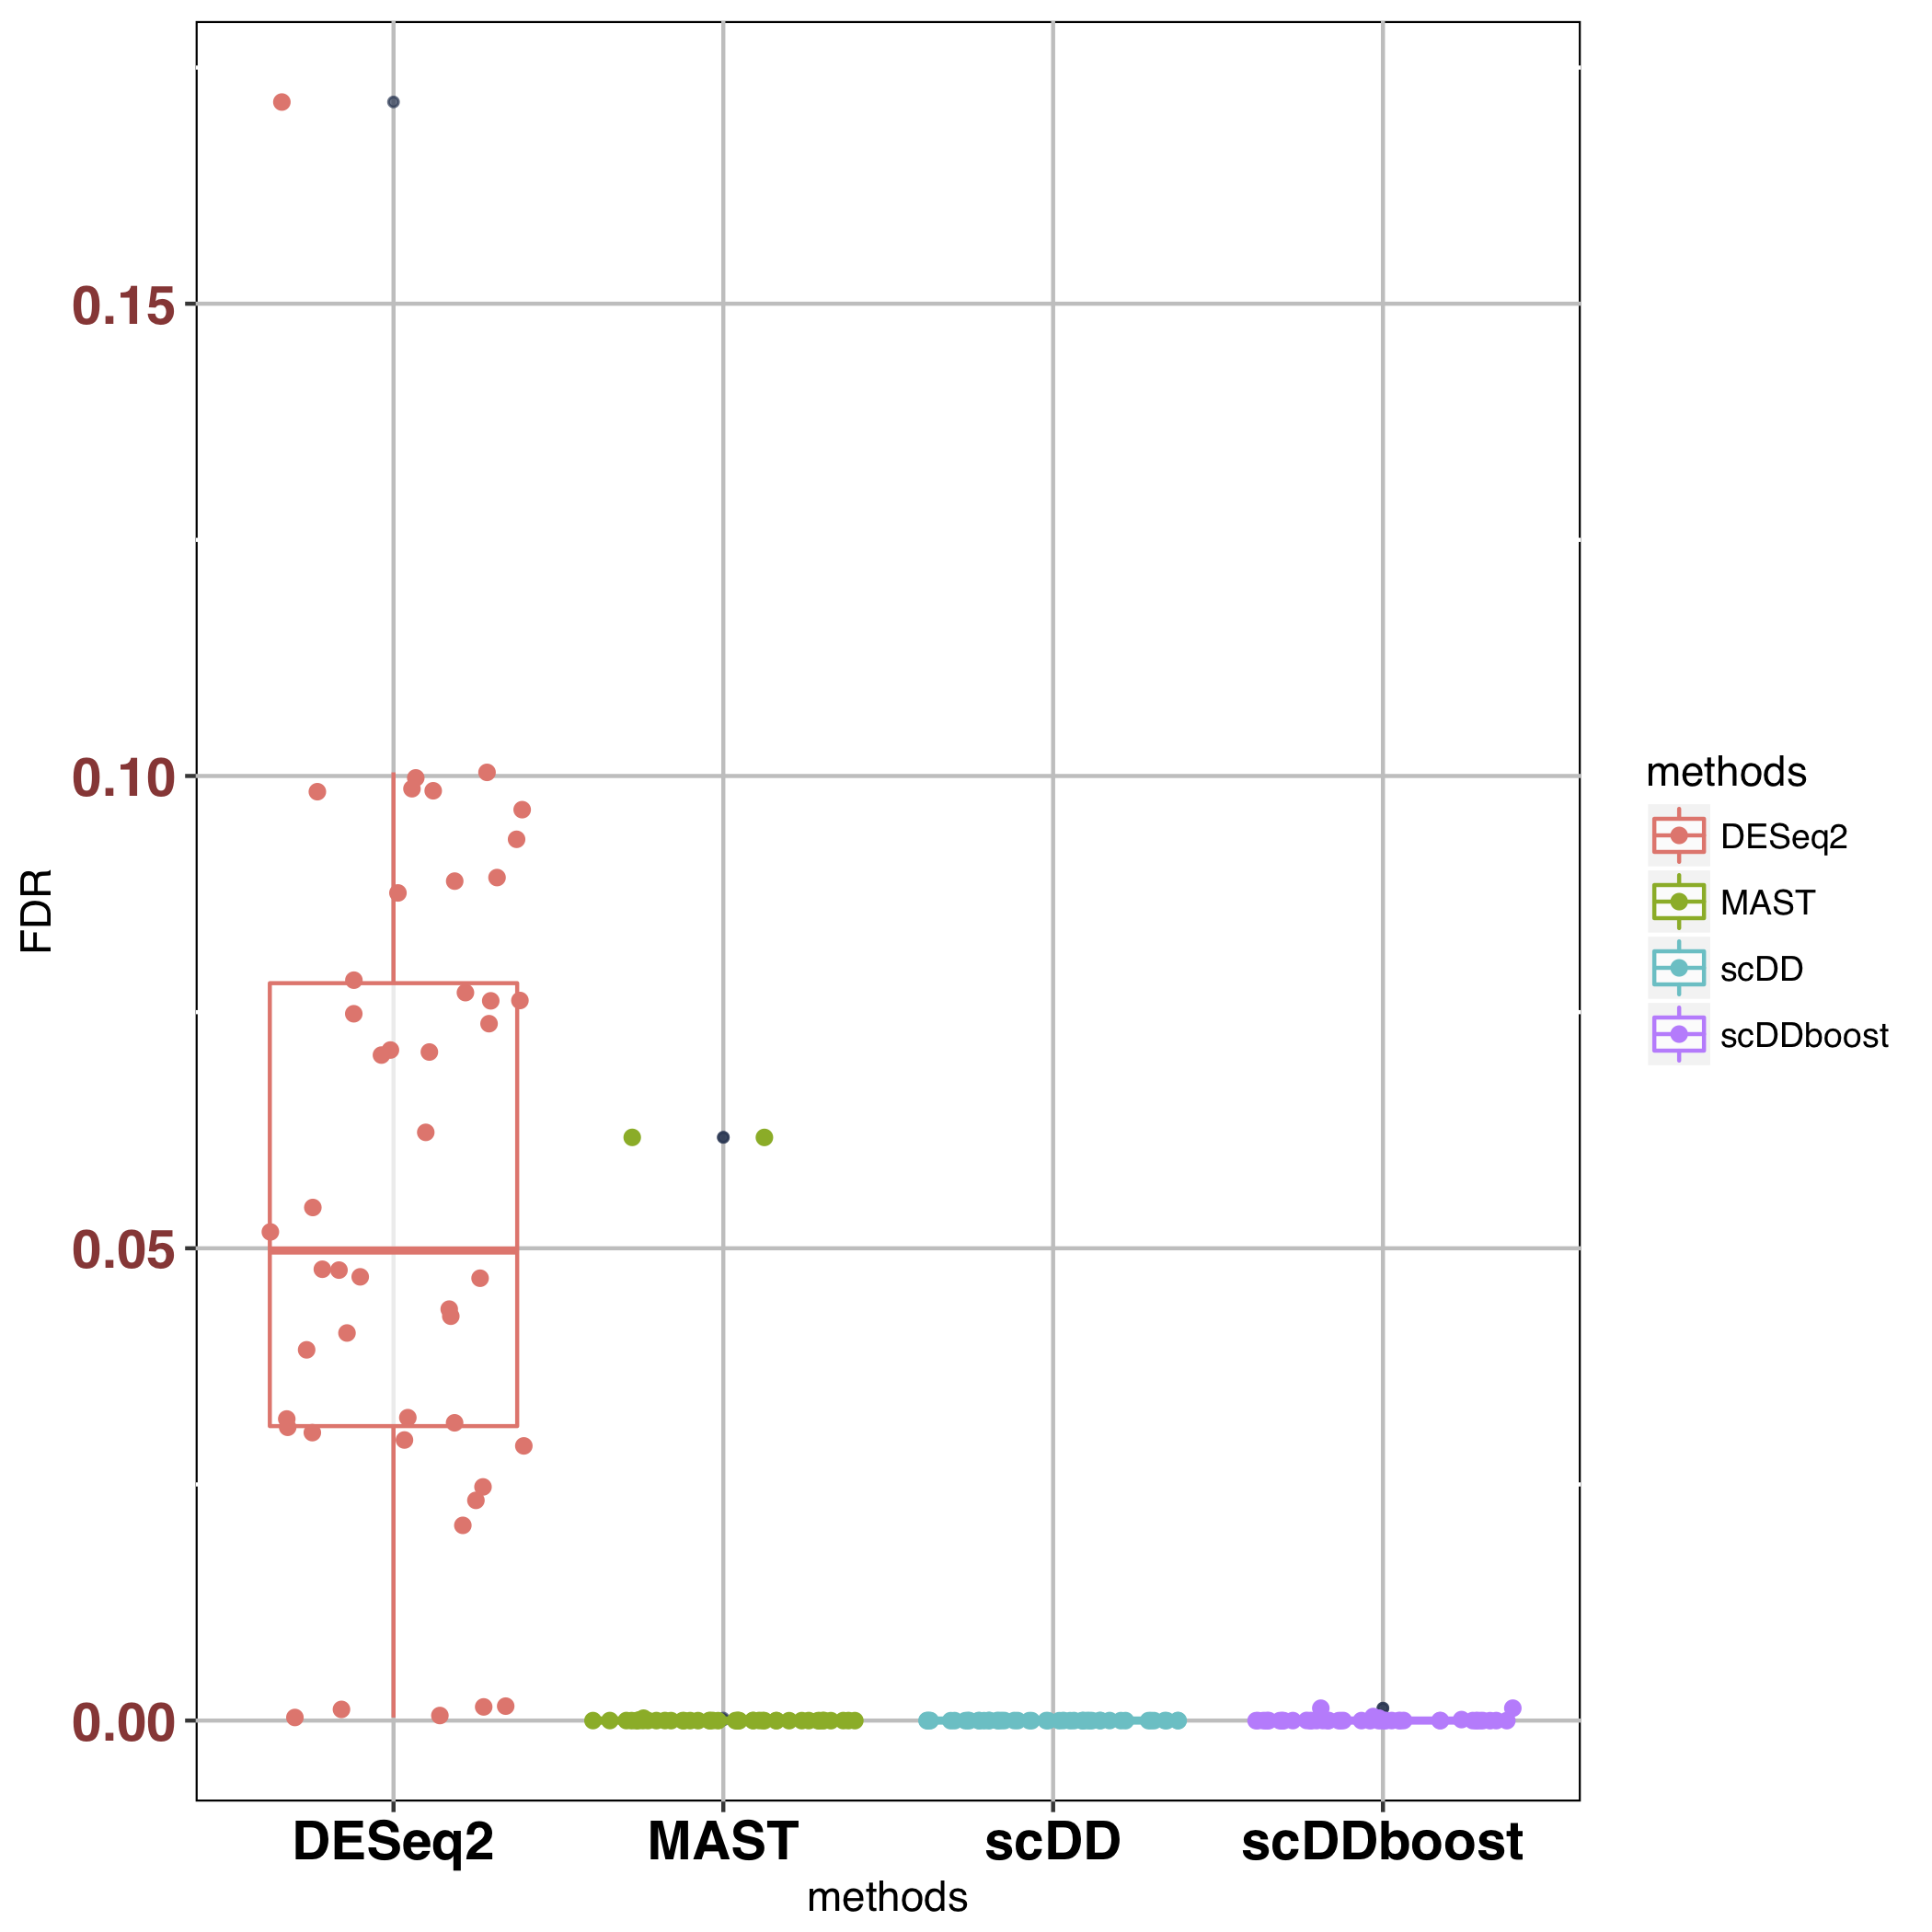 FDR
0.15
0.10
0.05
0.00
DESeq2 MAST scDD scDDboost
methods
methods
DESeq2
MAST
scDD
scDDboost